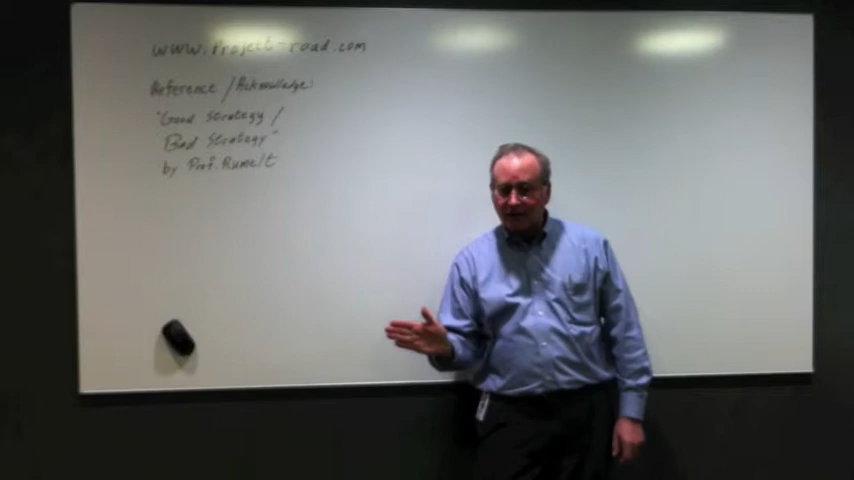 www.Project-road.com
Reference / Acknowledge:
"Good Strategy /
Bad Strategy"
by Prof. Rumelt